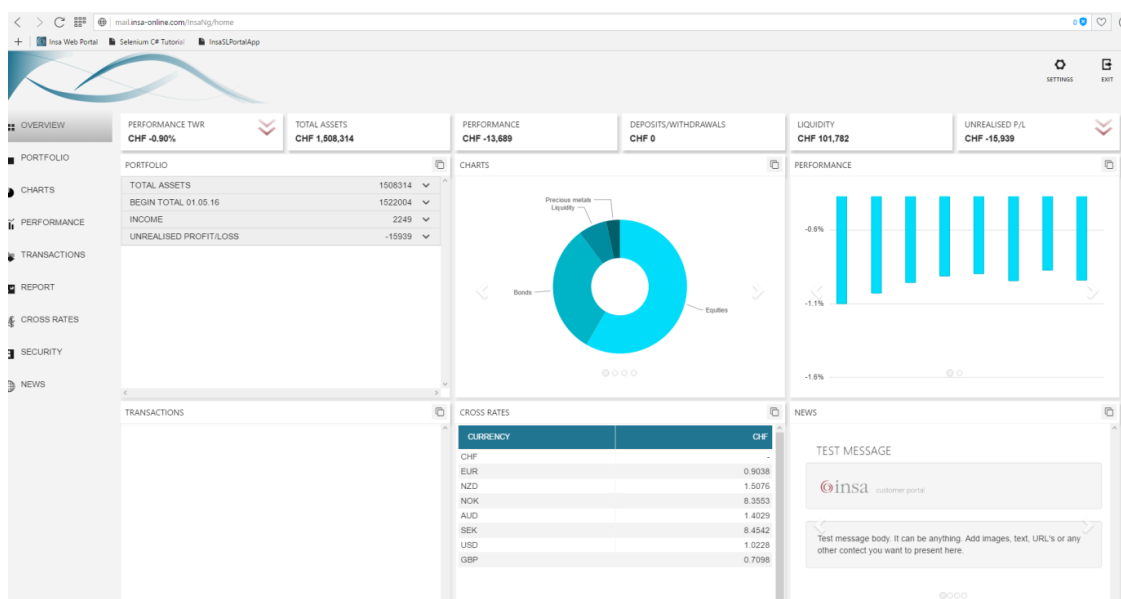 mail.insa-online.com/InsaNg/home
0
+ Insa Web Portal Selenium C# Tutorial InsaSLPortalApp
SETTINGS EXIT
OVERVIEW
PORTFOLIO
CHARTS
PERFORMANCE
TRANSACTIONS
REPORT
CROSS RATES
SECURITY
NEWS
PERFORMANCE TWR
CHF -0.90%
TOTAL ASSETS
CHF 1,508,314
PERFORMANCE
CHF -13,689
DEPOSITS/WITHDRAWALS
CHF 0
LIQUIDITY
CHF 101,782
UNREALISED P/L
CHF -15,939
PORTFOLIO
TOTAL ASSETS 1508314
BEGIN TOTAL 01.05.16 1522004
INCOME 2249
UNREALISED PROFIT/LOSS -15939
CHARTS
Precious metals
Liquidity
Bonds
Equities
PERFORMANCE
-0.6%
-1.1%
-1.6%
TRANSACTIONS
CROSS RATES
CURRENCY CHF
CHF -
EUR 0.9038
NZD 1.5076
NOK 8.3553
AUD 1.4029
SEK 8.4542
USD 1.0228
GBP 0.7098
NEWS
TEST MESSAGE
insa customer portal
Test message body. It can be anything. Add images, text, URL's or any
other contect you want to present here.